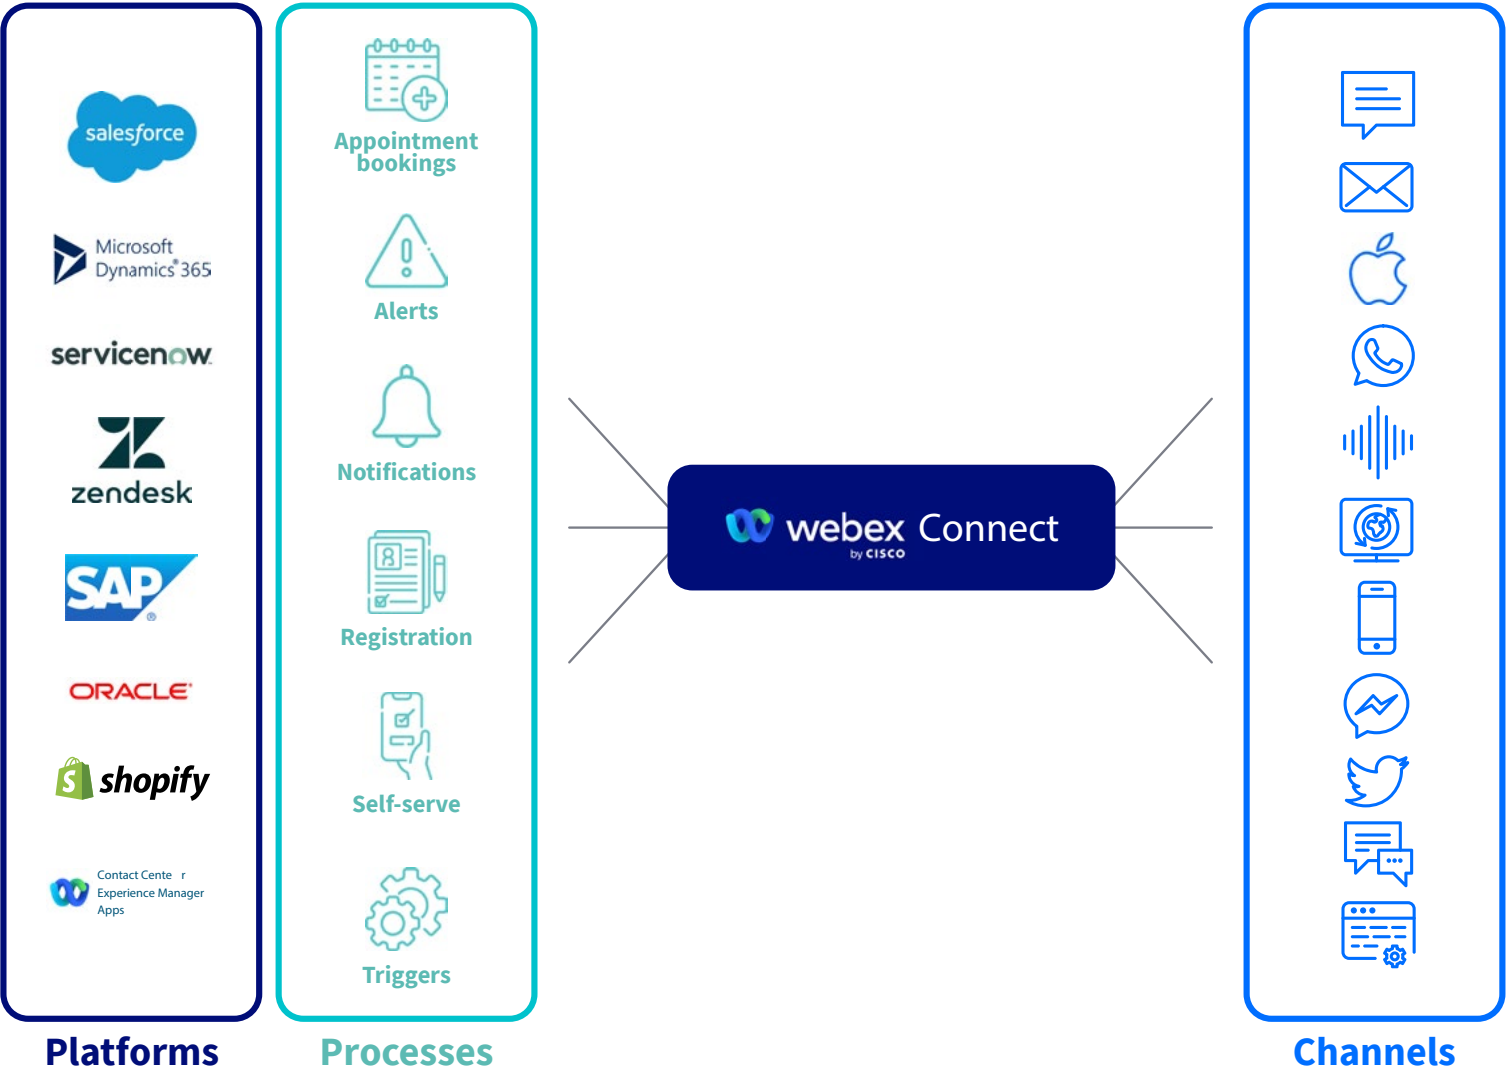 salesforce
Microsoft
Dynamics® 365
servicenow.
zendesk
SAP®
ORACLE®
S shopify
Contact Cente r
Experience Manager
Apps
Platforms
Appointment
bookings
Alerts
Notifications
Registration
Self-serve
Triggers
Processes
webex Connect
by CISCO
Channels